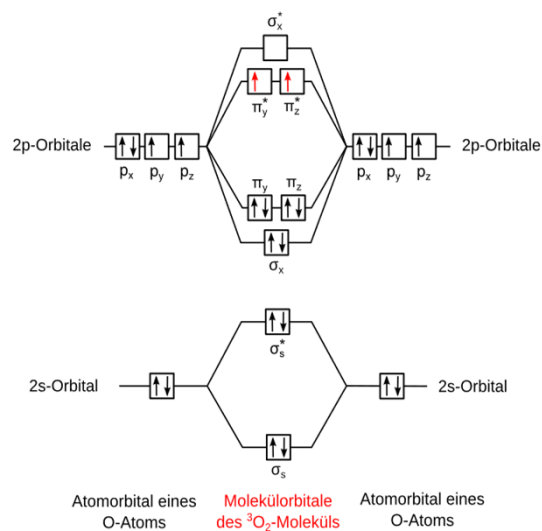 σx*
πy* πz*
2p-Orbitale
px py pz
πy πz
px py pz
2p-Orbitale
σx
σs*
2s-Orbital
2s-Orbital
σs
Atomorbital eines
O-Atoms
Molekülorbitale
des ³O₂-Moleküls
Atomorbital eines
O-Atoms